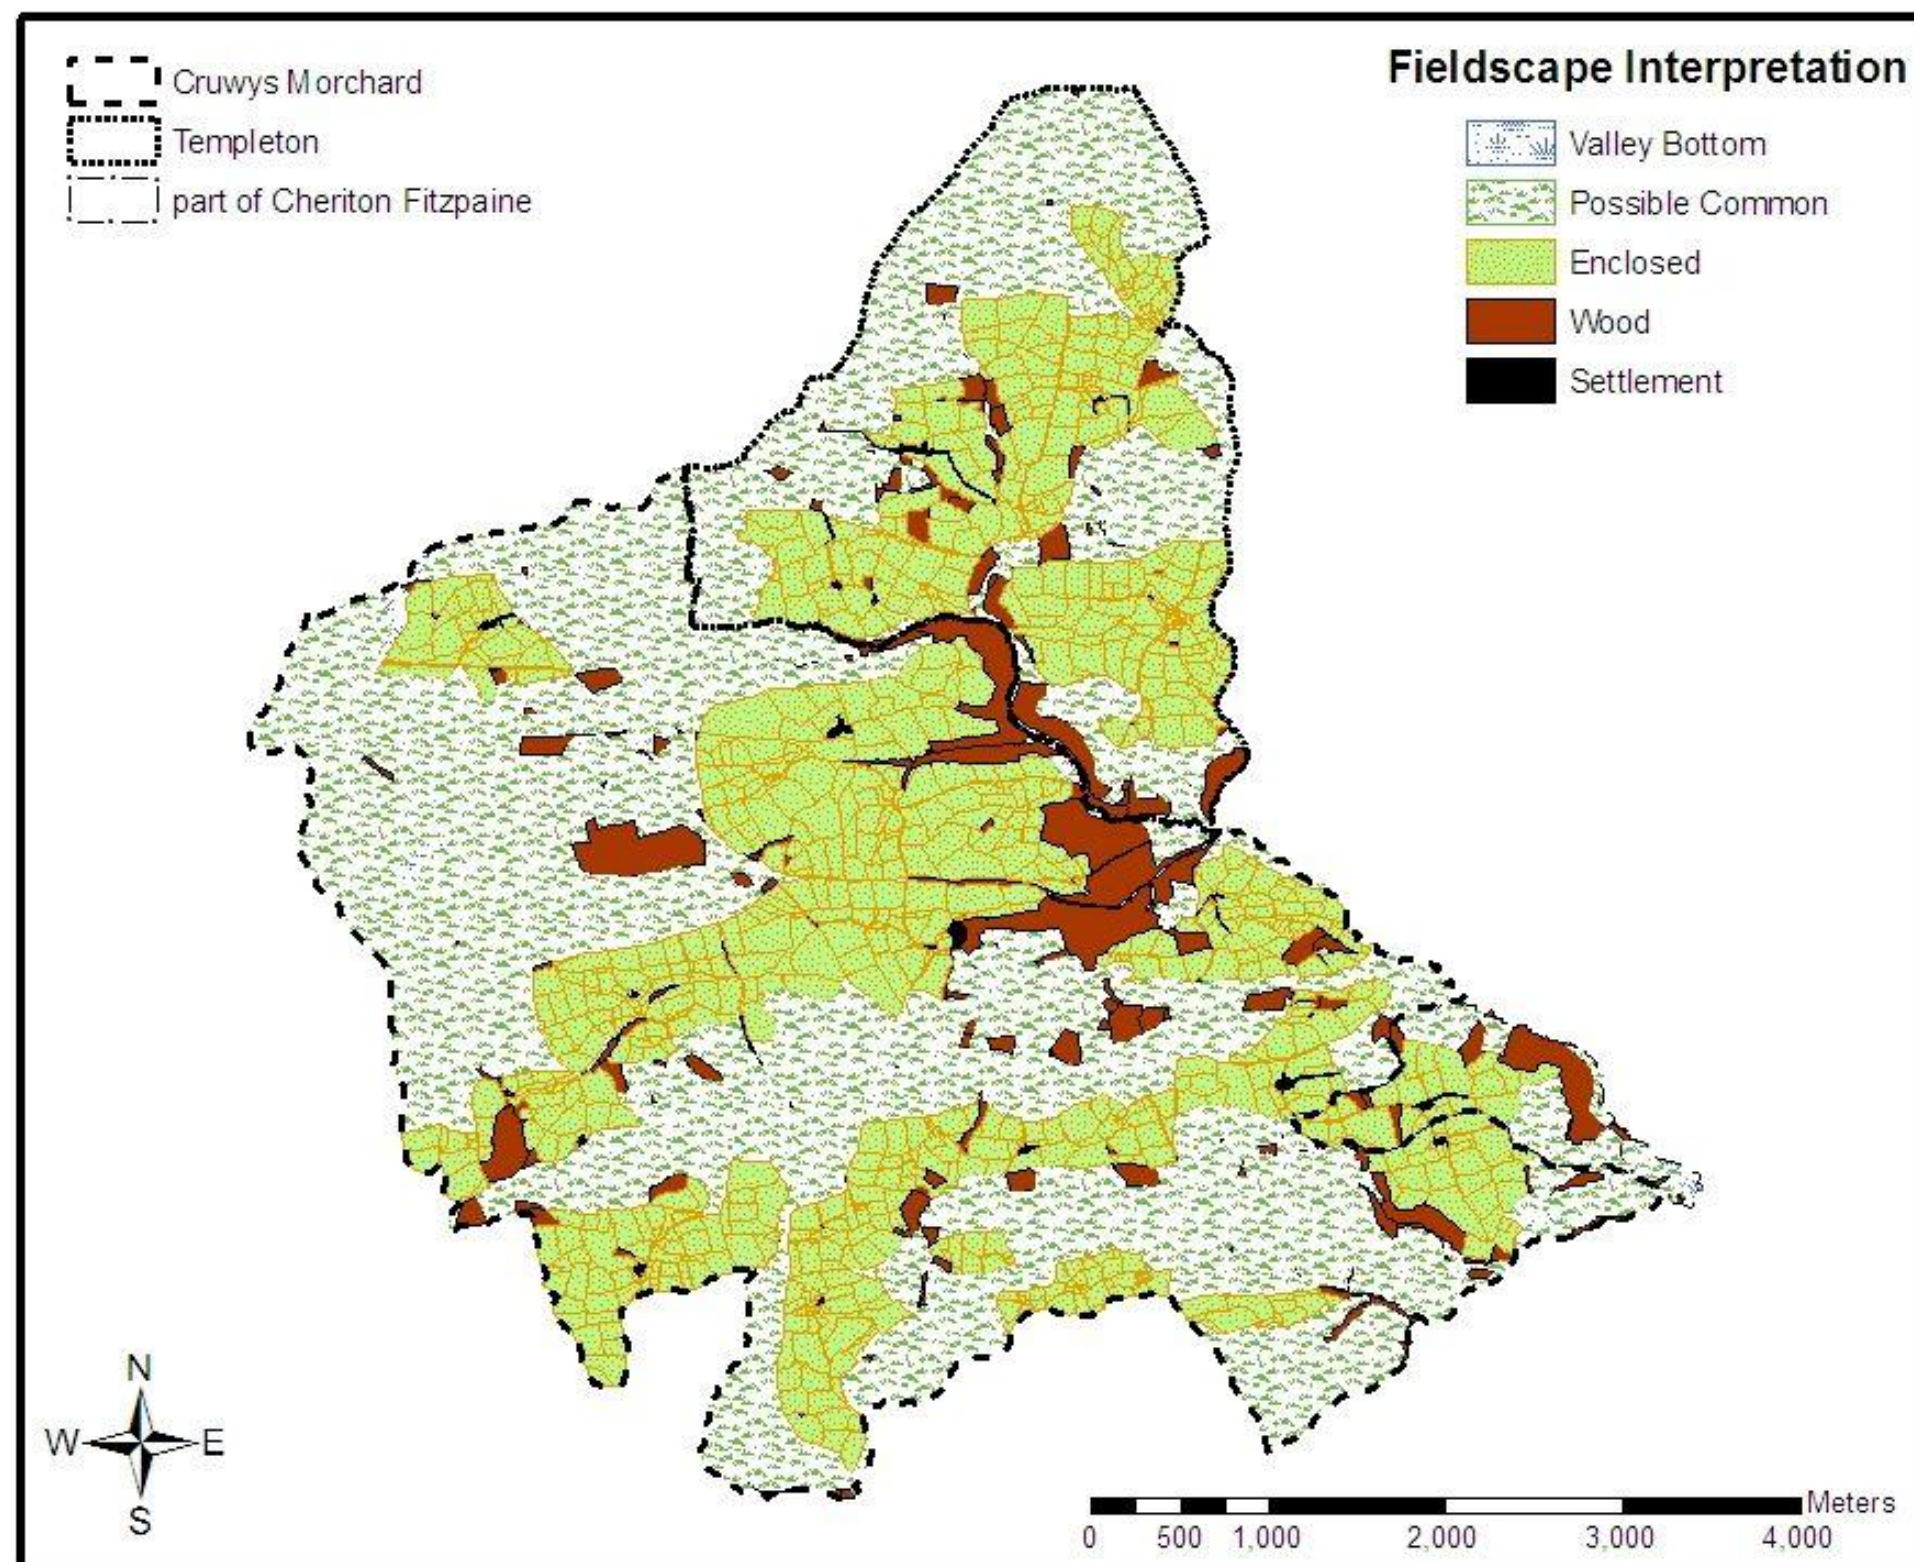 Cruwys Morchard
Templeton
part of Cheriton Fitzpaine
Fieldscape Interpretation
Valley Bottom
Possible Common
Enclosed
Wood
Settlement
N
W E
S
Meters
0 500 1,000 2,000 3,000 4,000